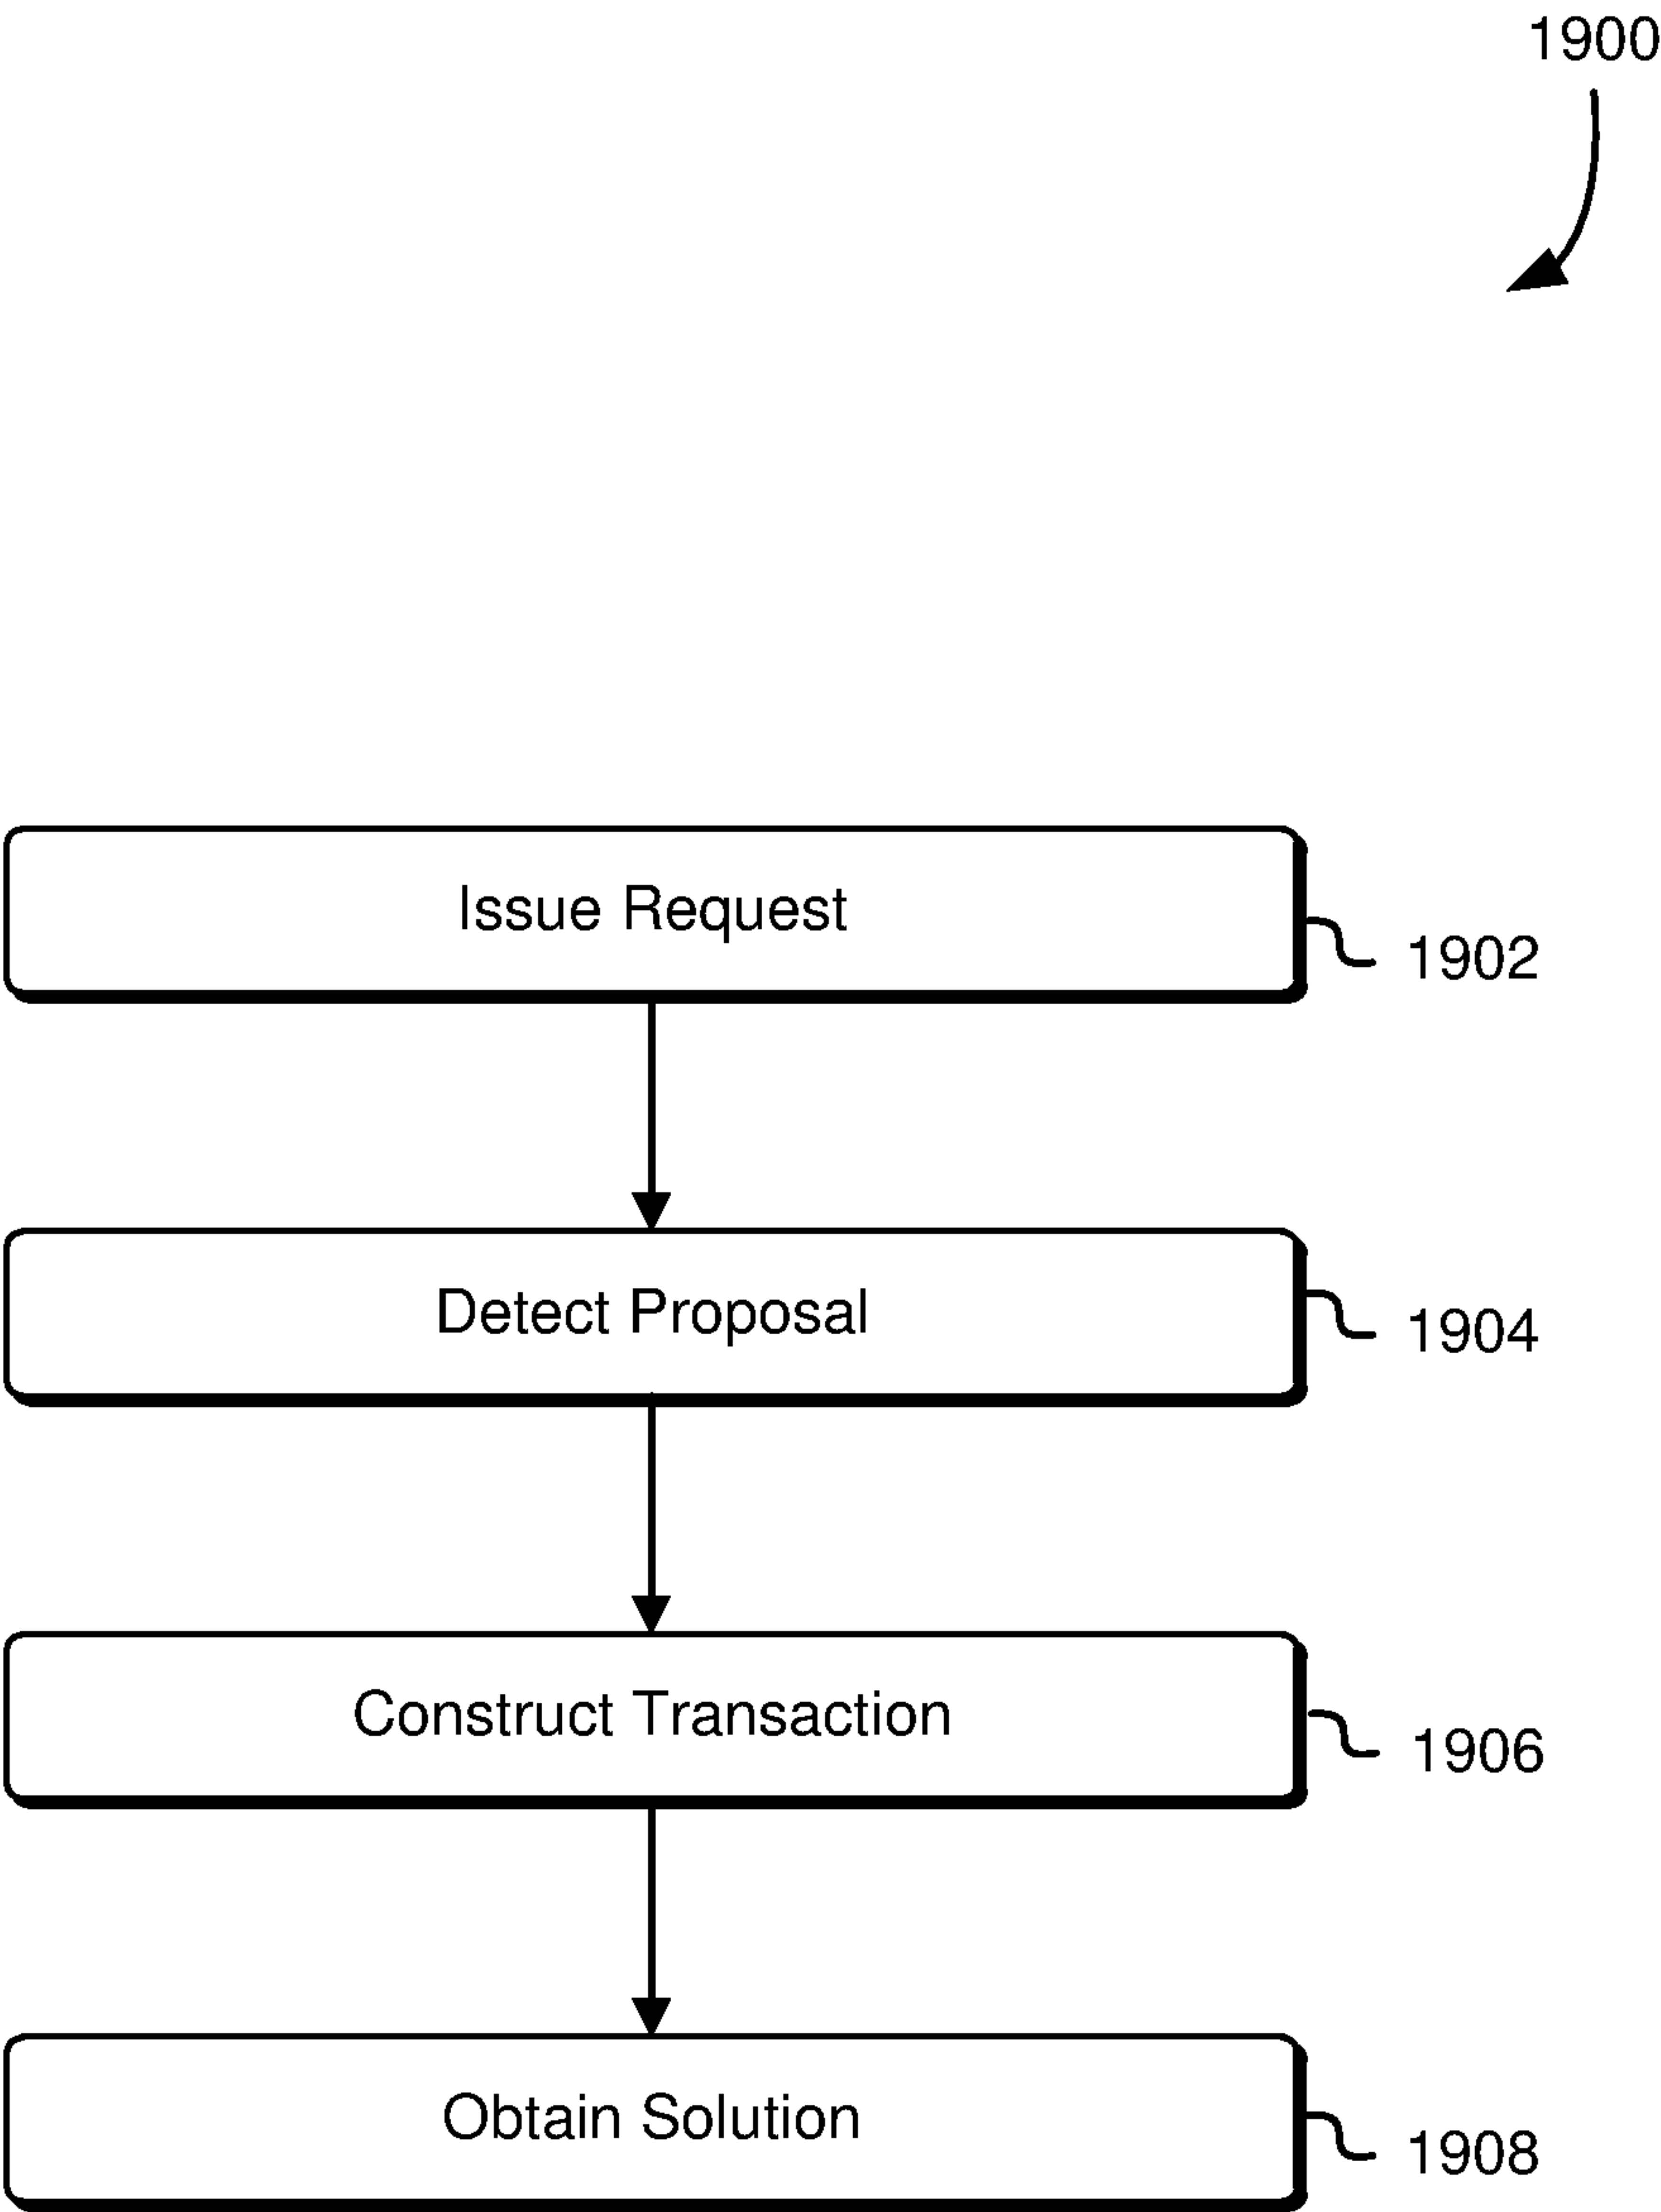 1900
Issue Request
1902
Detect Proposal
1904
Construct Transaction
1906
Obtain Solution
1908